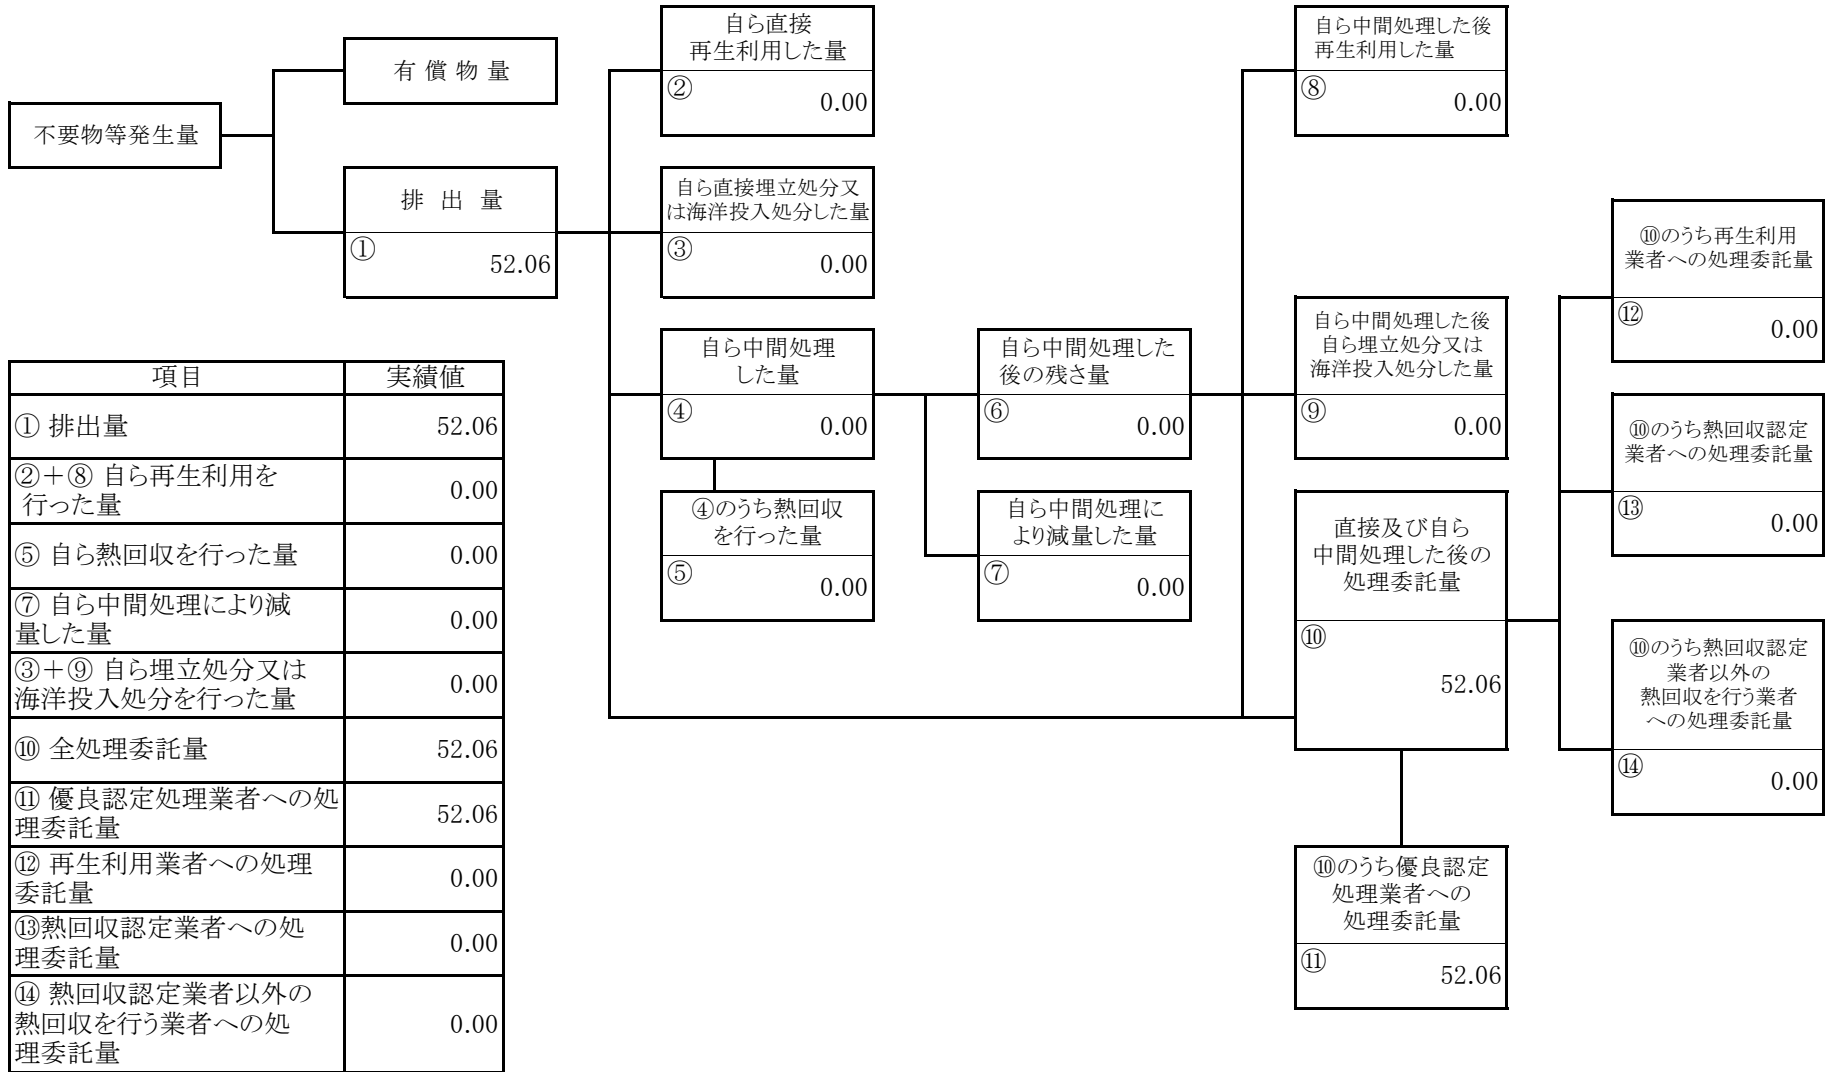 不要物等発生量
有 償 物 量
排 出 量
①
52.06
自ら直接
再生利用した量
②
0.00
自ら直接埋立処分又
は海洋投入処分した量
③
0.00
自ら中間処理
した量
④
0.00
④のうち熱回収
を行った量
⑤
0.00
自ら中間処理した
後の残さ量
⑥
0.00
自ら中間処理に
より減量した量
⑦
0.00
自ら中間処理した後
再生利用した量
⑧
0.00
自ら中間処理した後
自ら埋立処分又は
海洋投入処分した量
⑨
0.00
直接及び自ら
中間処理した後の
処理委託量
⑩
52.06
⑩のうち優良認定
処理業者への
処理委託量
⑪
52.06
⑩のうち再生利用
業者への処理委託量
⑫
0.00
⑩のうち熱回収認定
業者への処理委託量
⑬
0.00
⑩のうち熱回収認定
業者以外の
熱回収を行う業者
への処理委託量
⑭
0.00
項目 実績値
① 排出量 52.06
②＋⑧ 自ら再生利用を
行った量 0.00
⑤ 自ら熱回収を行った量 0.00
⑦ 自ら中間処理により減
量した量 0.00
③＋⑨ 自ら埋立処分又は
海洋投入処分を行った量 0.00
⑩ 全処理委託量 52.06
⑪ 優良認定処理業者への処
理委託量 52.06
⑫ 再生利用業者への処理
委託量 0.00
⑬熱回収認定業者への処
理委託量 0.00
⑭ 熱回収認定業者以外の
熱回収を行う業者への処
理委託量 0.00